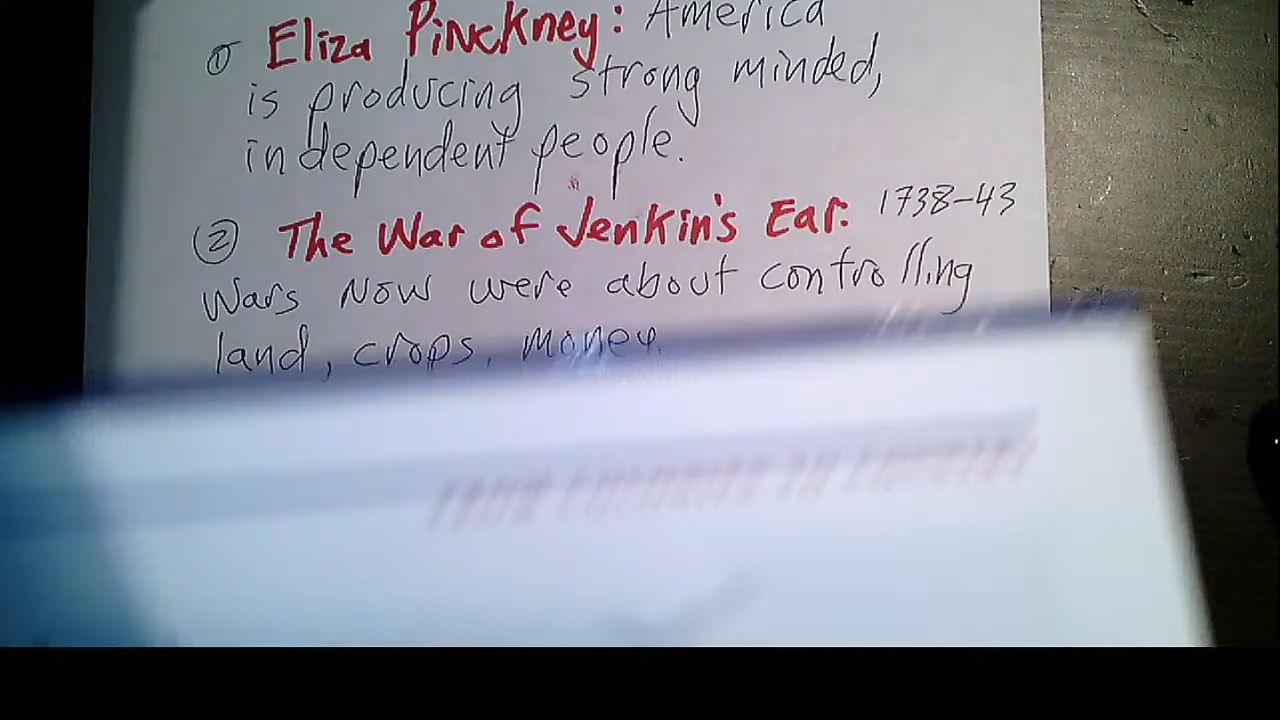 ① Eliza Pinckney: America
is producing strong minded,
independent people.
② The War of Jenkin's Ear: 1738-43
Wars Now were about controlling
land, crops, money.